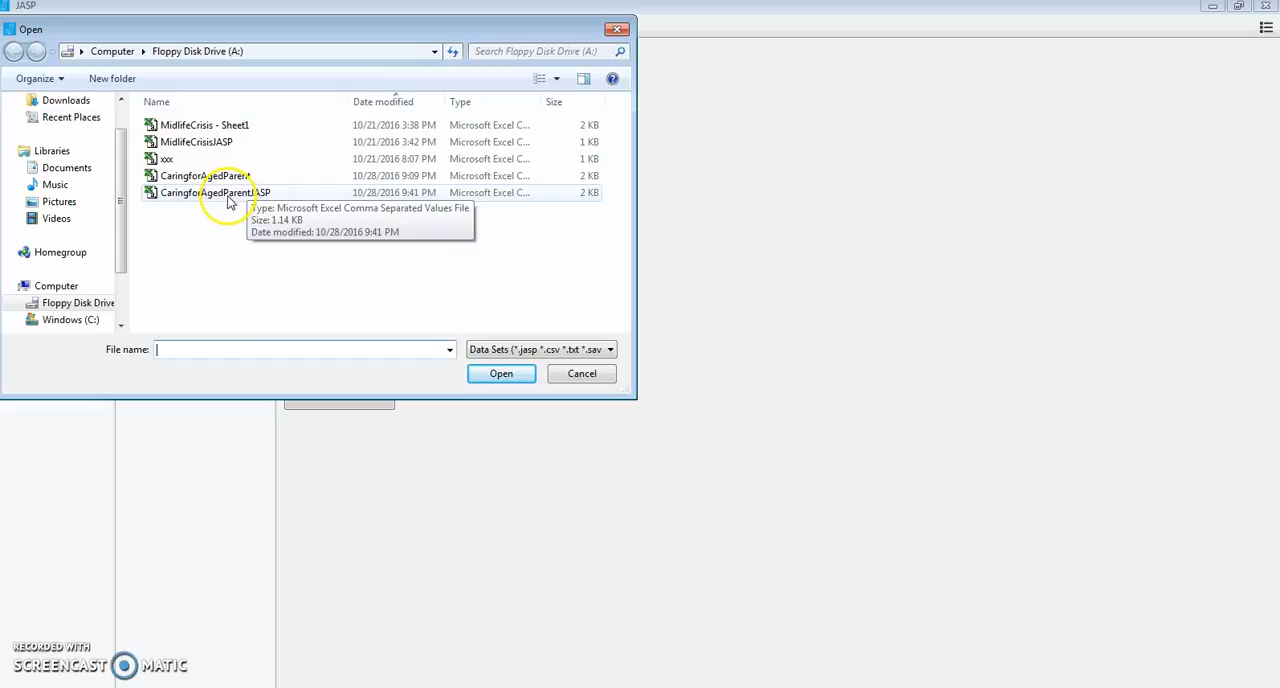 JASP
Open
Computer Floppy Disk Drive (A:) Search Floppy Disk Drive (A:)
Organize New folder
Downloads
Recent Places
Libraries
Documents
Music
Pictures
Videos
Homegroup
Computer
Floppy Disk Drive
Windows (C:)
Name Date modified Type Size
MidlifeCrisis - Sheet1 10/21/2016 3:38 PM Microsoft Excel C... 2 KB
MidlifeCrisisJASP 10/21/2016 3:42 PM Microsoft Excel C... 1 KB
xxx 10/21/2016 8:07 PM Microsoft Excel C... 2 KB
CaringforAgedParent 10/28/2016 9:09 PM Microsoft Excel C... 2 KB
CaringforAgedParentJASP 10/28/2016 9:41 PM Microsoft Excel C... 2 KB
Type: Microsoft Excel Comma Separated Values File
Size: 1.14 KB
Date modified: 10/28/2016 9:41 PM
File name: Data Sets (*.jasp *.csv *.txt *.sav
Open Cancel
RECORDED WITH
SCREENCAST MATIC